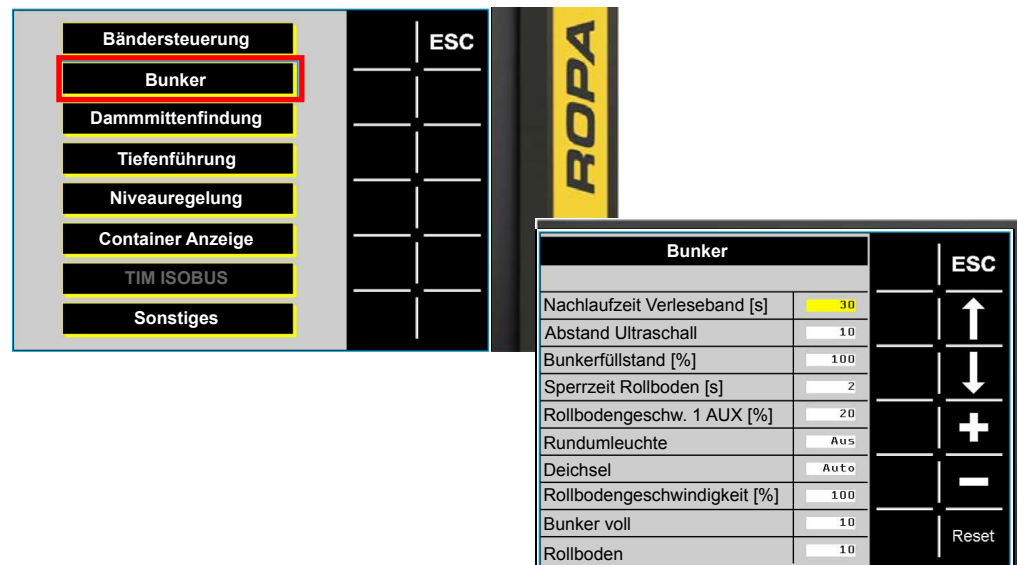 Bändersteuerung
ESC
Bunker
Dammmittenfindung
Tiefenführung
Niveauregelung
Container Anzeige
TIM ISOBUS
Sonstiges
ROPA
Bunker
ESC
Nachlaufzeit Verleseband [s] 30
Abstand Ultraschall 10
Bunkerfüllstand [%] 100
Sperrzeit Rollboden [s] 2
Rollbodengeschw. 1 AUX [%] 20
Rundumleuchte Aus
Deichsel Auto
Rollbodengeschwindigkeit [%] 100
Bunker voll 10
Reset
Rollboden 10